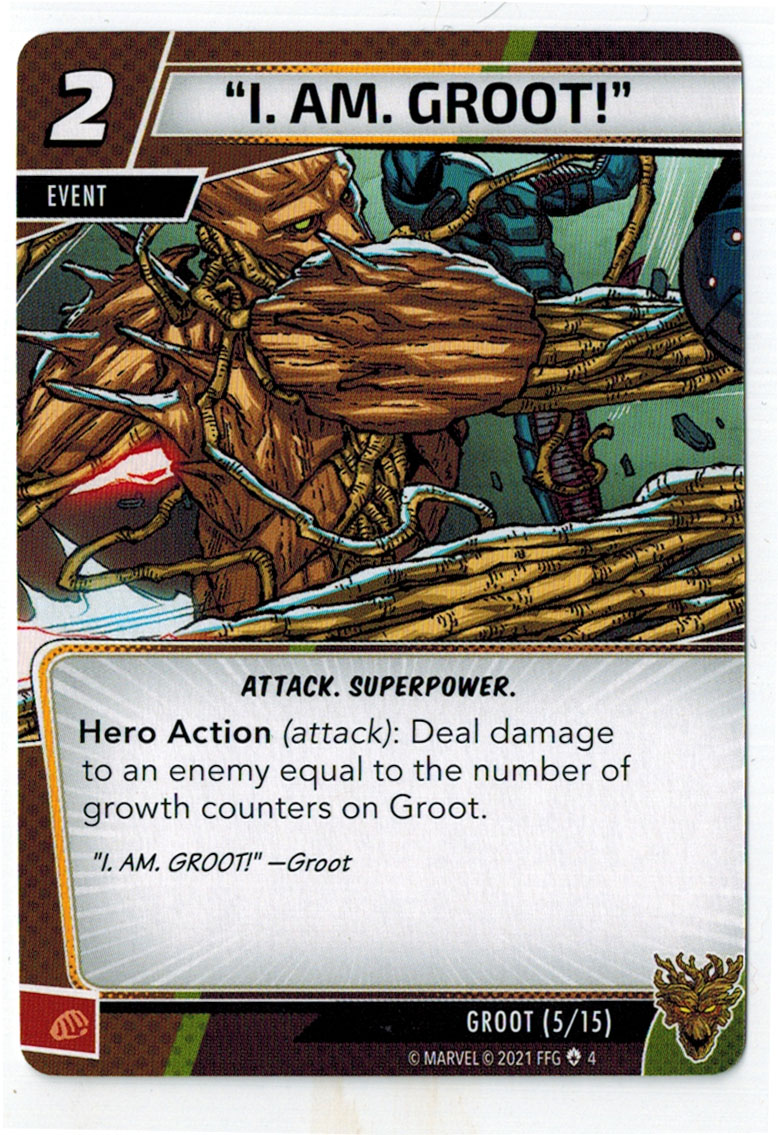 2
“I. AM. GROOT!”
EVENT
ATTACK. SUPERPOWER.
Hero Action (attack): Deal damage
to an enemy equal to the number of
growth counters on Groot.
"I. AM. GROOT!" —Groot
GROOT (5/15)
© MARVEL © 2021 FFG 4